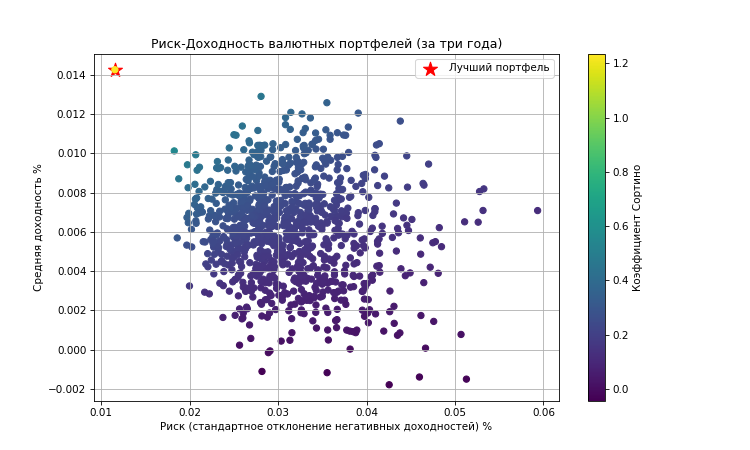 Риск-Доходность валютных портфелей (за три года)
Лучший портфель
Средняя доходность %
0.014
0.012
0.010
0.008
0.006
0.004
0.002
0.000
−0.002
0.01 0.02 0.03 0.04 0.05 0.06
Риск (стандартное отклонение негативных доходностей) %
1.2
1.0
0.8
0.6
0.4
0.2
0.0
Коэффициент Сортино